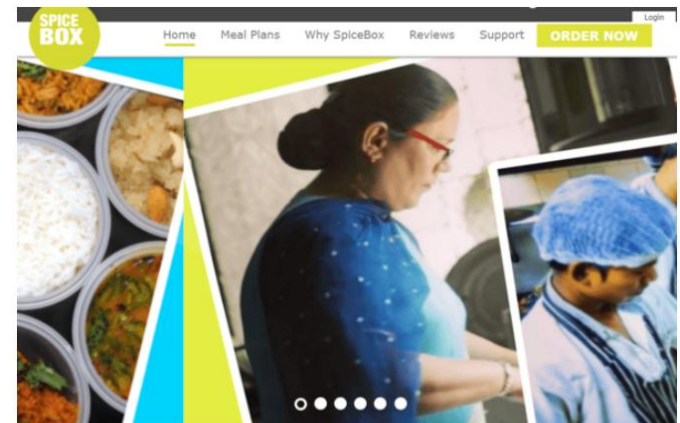 Login
SPICE
BOX
Home
Meal Plans
Why SpiceBox
Reviews
Support
ORDER NOW